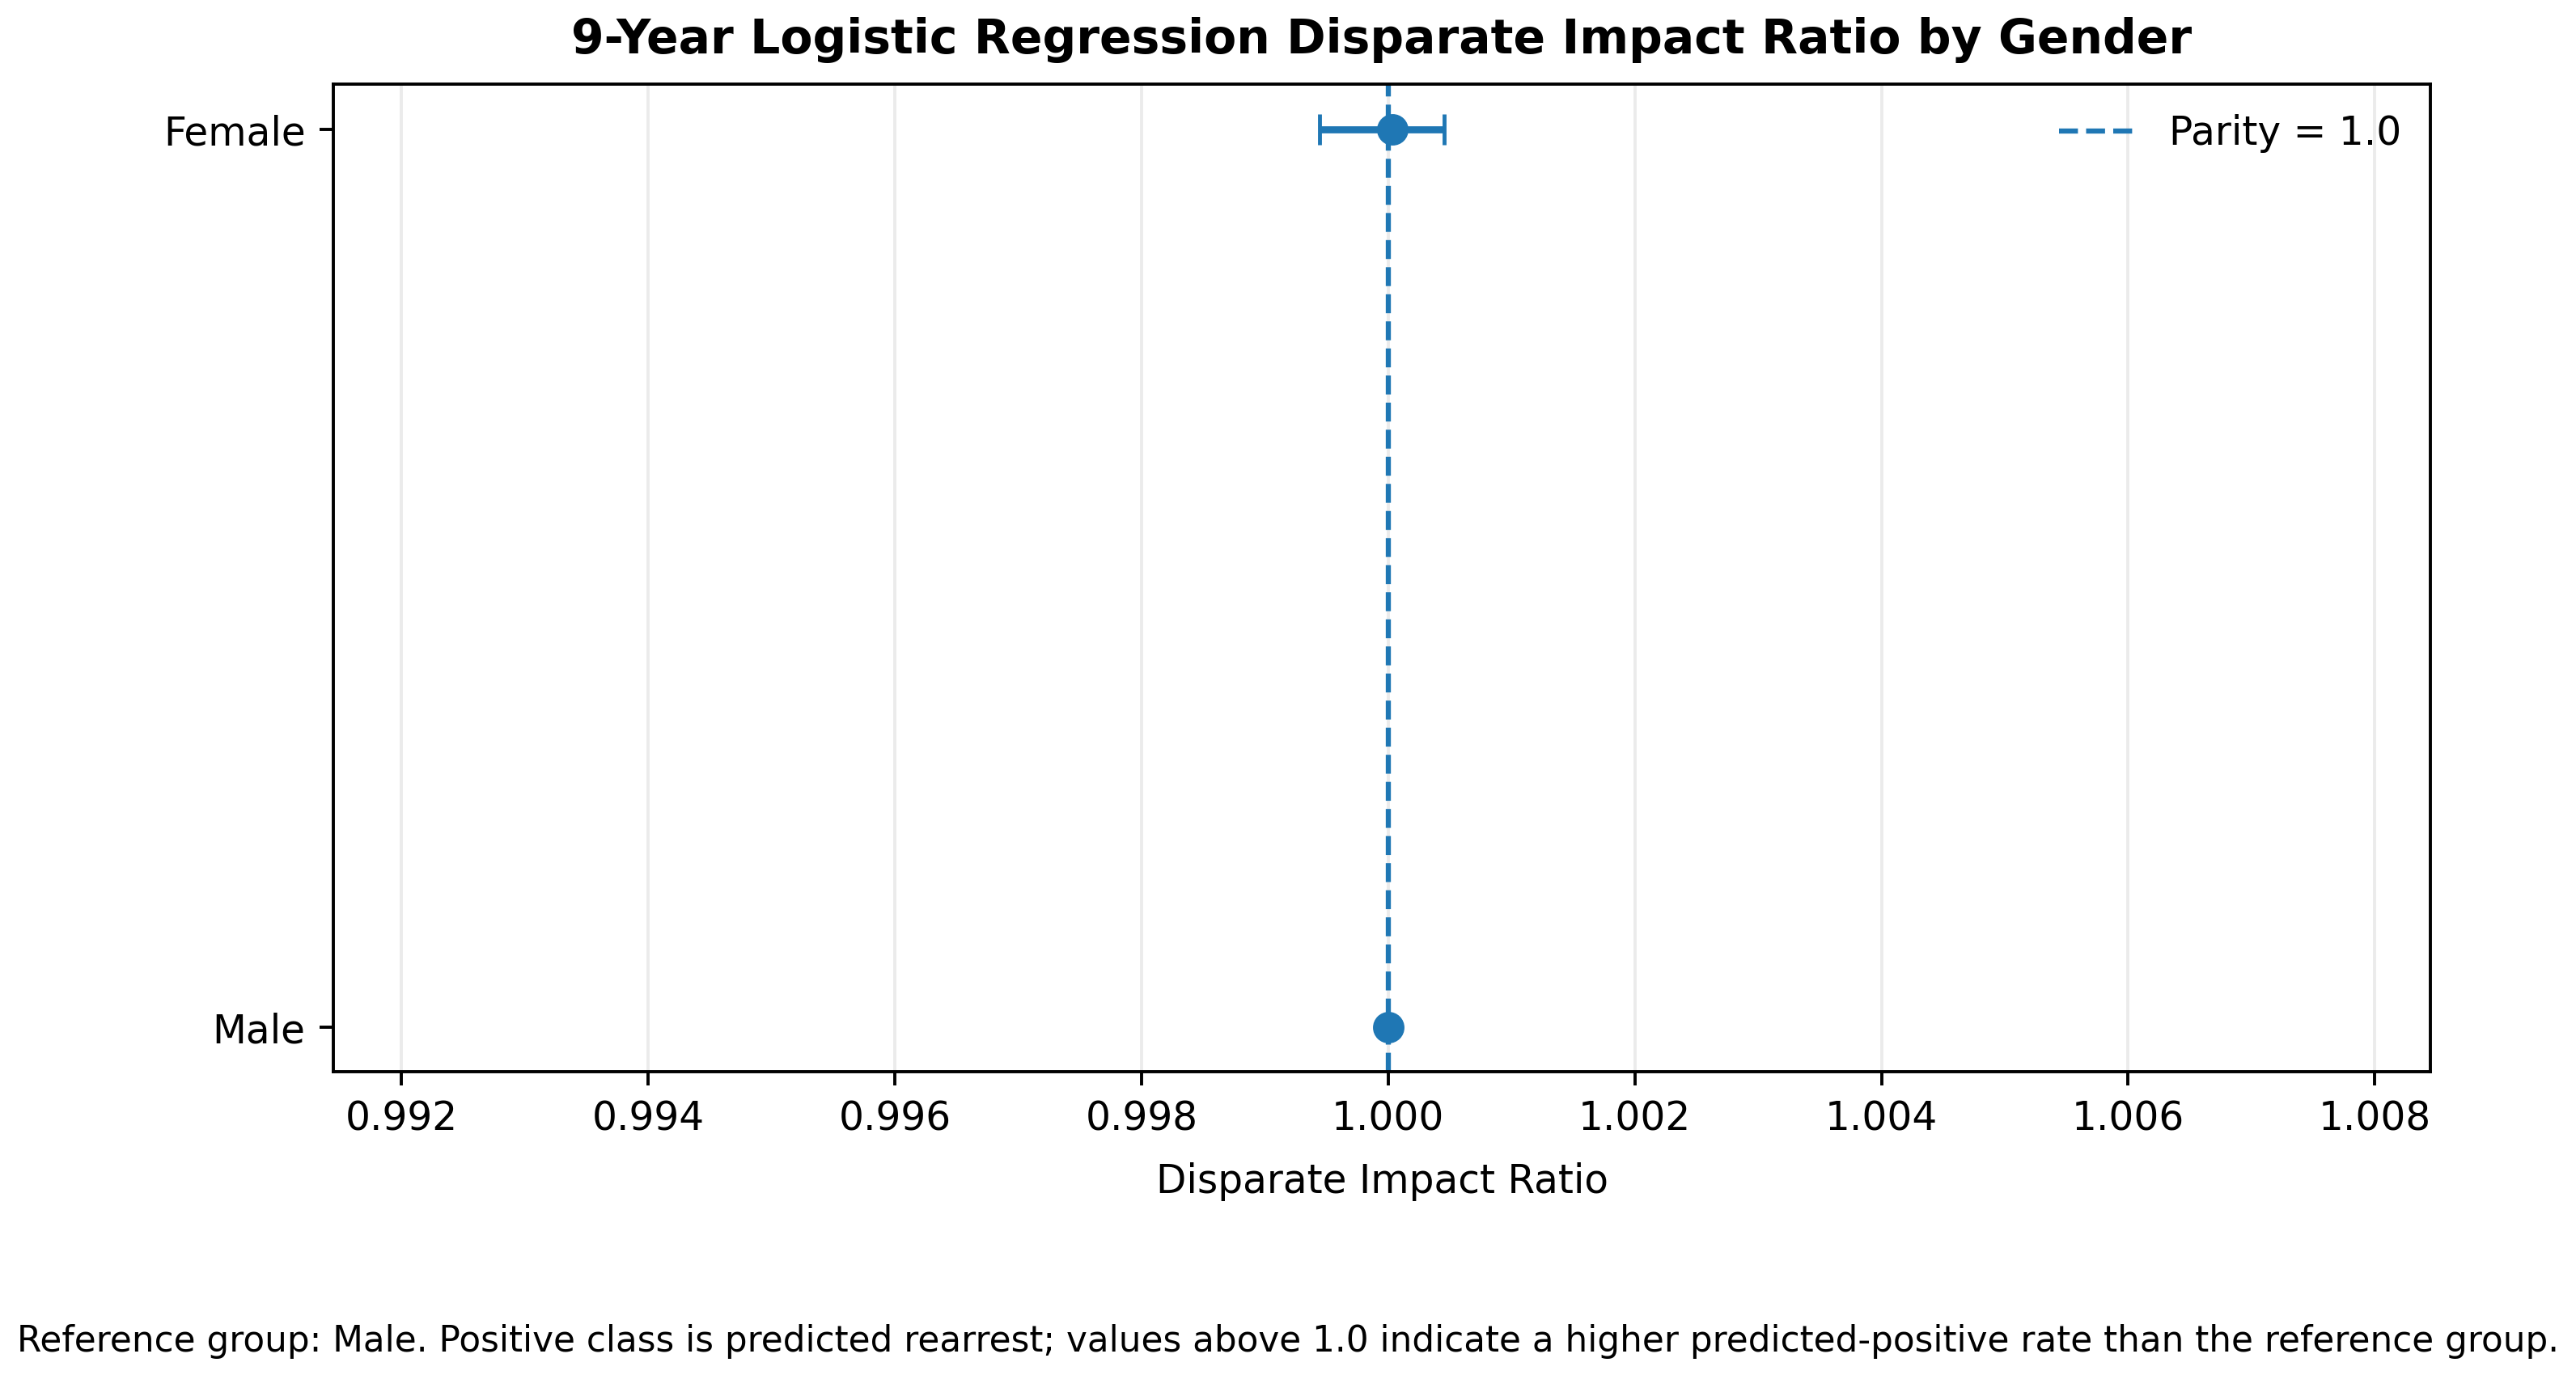 9-Year Logistic Regression Disparate Impact Ratio by Gender
Female
Parity = 1.0
Male
0.992 0.994 0.996 0.998 1.000 1.002 1.004 1.006 1.008
Disparate Impact Ratio
Reference group: Male. Positive class is predicted rearrest; values above 1.0 indicate a higher predicted-positive rate than the reference group.